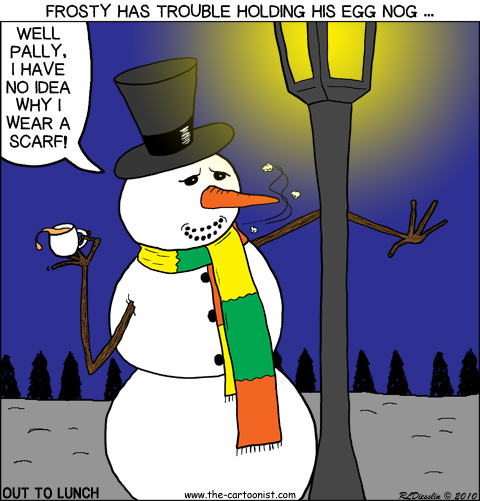 FROSTY HAS TROUBLE HOLDING HIS EGG NOG ...
WELL
PALLY,
I HAVE
NO IDEA
WHY I
WEAR A
SCARF!
OUT TO LUNCH
www.the-cartoonist.com
RLDieselin © 2010